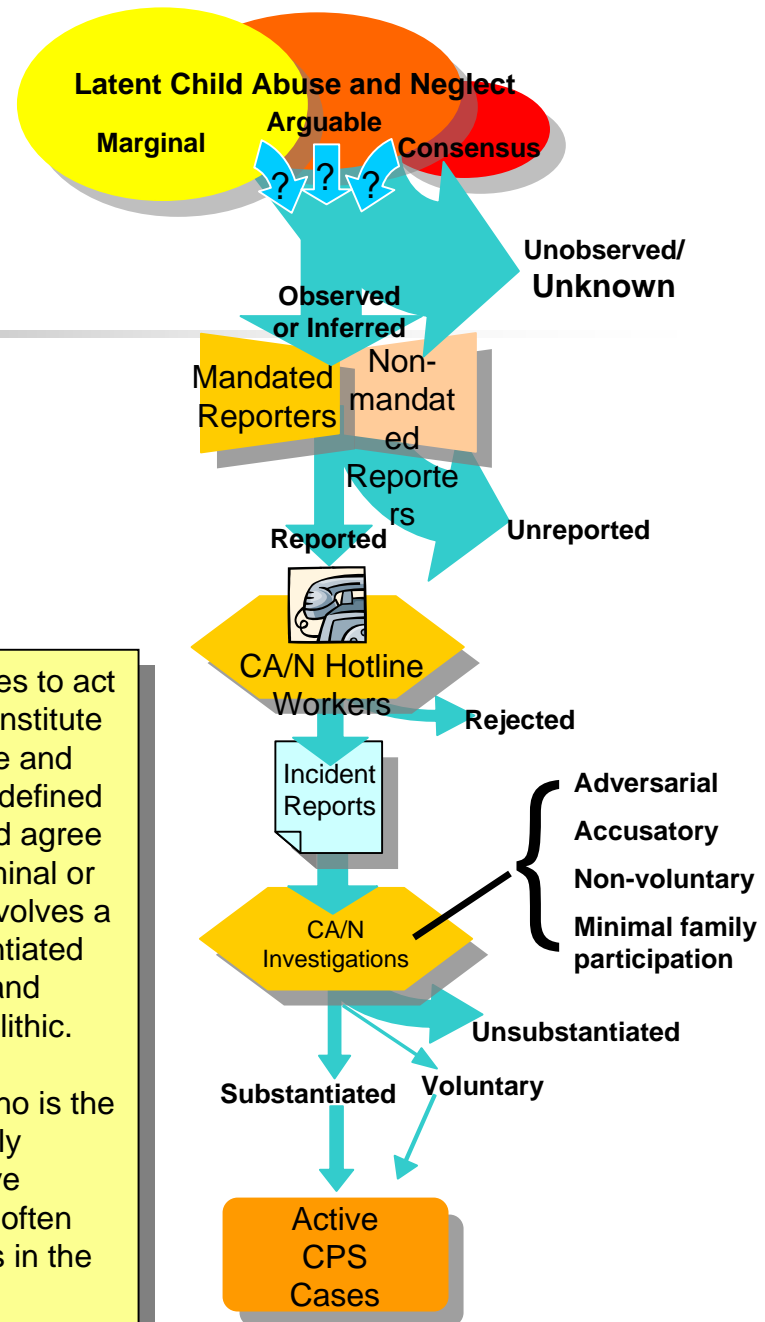 Latent Child Abuse and Neglect
Arguable
Marginal
Consensus
? ? ?
Unobserved/
Unknown
Observed
or Inferred
Mandated
Reporters
Non-
mandat
ed
Reporte
rs
Unreported
Reported
CA/N Hotline
Workers
Rejected
Incident
Reports
Adversarial
Accusatory
Non-voluntary
Minimal family
participation
CA/N
Investigations
Unsubstantiated
Substantiated
Voluntary
Active
CPS
Cases
es to act
nstitute
e and
defined
d agree
ninal or
volves a
ntiated
and
lithic.
no is the
ly
ve
often
s in the